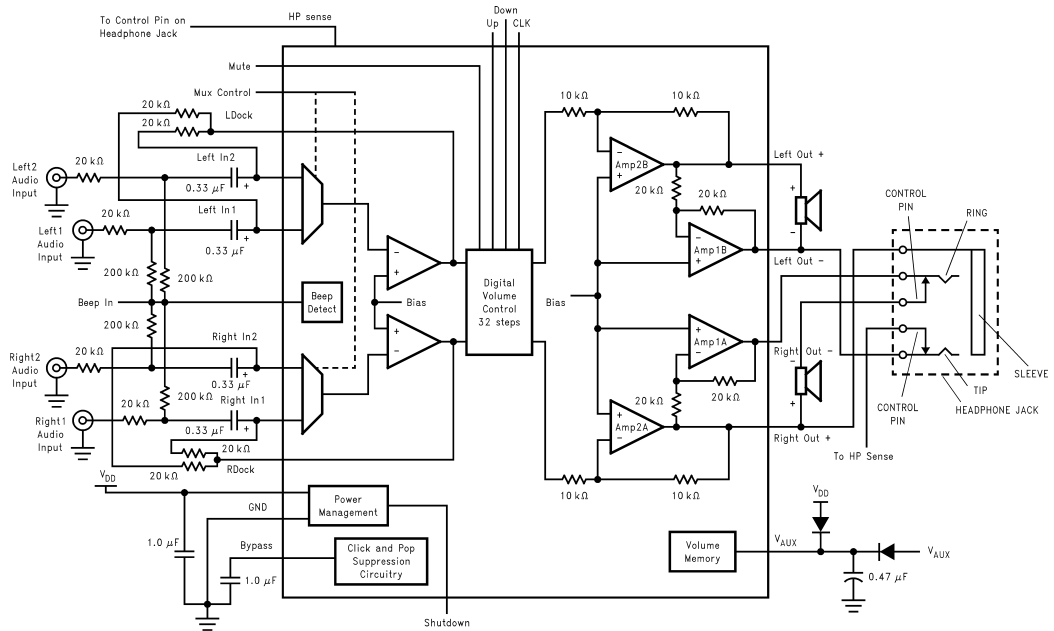 To Control Pin on
Headphone Jack
HP sense
Down
Up
CLK
Mute
Mux Control
20 kΩ
LDock
20 kΩ
Left In2
Left2
Audio
Input
20 kΩ
0.33 µF
+
20 kΩ
Left In1
Left1
Audio
Input
0.33 µF
+
200 kΩ
200 kΩ
Beep In
200 kΩ
Beep
Detect
Right In2
Right2
Audio
Input
20 kΩ
0.33 µF
+
200 kΩ
Right In1
Right1
Audio
Input
20 kΩ
0.33 µF
+
20 kΩ
20 kΩ
RDock
−
+
Bias
+
−
Digital
Volume
Control
32 steps
10 kΩ
10 kΩ
−
Amp2B
+
20 kΩ
20 kΩ
−
Amp1B
+
Bias
+
Amp1A
−
20 kΩ
20 kΩ
+
Amp2A
−
10 kΩ
10 kΩ
Left Out +
+
−
Left Out −
Right Out −
−
+
Right Out +
CONTROL
PIN
RING
SLEEVE
TIP
HEADPHONE JACK
CONTROL
PIN
To HP Sense
VDD
GND
Power
Management
1.0 µF
Bypass
1.0 µF
Click and Pop
Suppression
Circuitry
Shutdown
Volume
Memory
VAUX
VDD
VAUX
0.47 µF